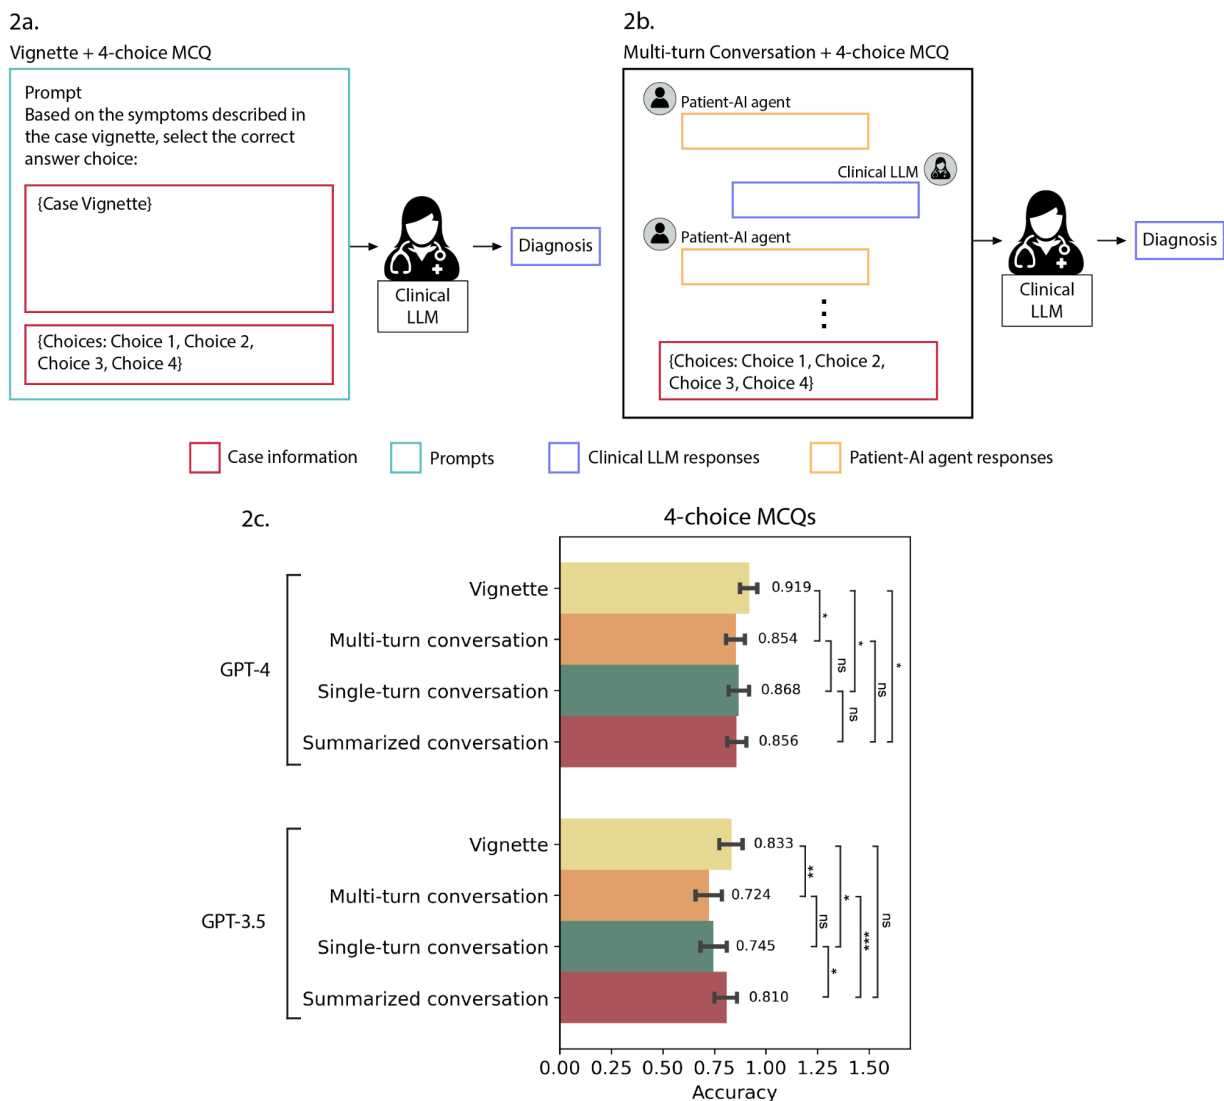 2a.
Vignette + 4-choice MCQ
Prompt
Based on the symptoms described in
the case vignette, select the correct
answer choice:
{Case Vignette}
{Choices: Choice 1, Choice 2,
Choice 3, Choice 4}
Clinical
LLM
Diagnosis
2b.
Multi-turn Conversation + 4-choice MCQ
Patient-AI agent
Clinical LLM
Patient-AI agent
{Choices: Choice 1, Choice 2,
Choice 3, Choice 4}
Clinical
LLM
Diagnosis
Case information
Prompts
Clinical LLM responses
Patient-AI agent responses
2c.
4-choice MCQs
GPT-4
Vignette
0.919
Multi-turn conversation
0.854
Single-turn conversation
0.868
Summarized conversation
0.856
*
ns
*
ns
ns
*
GPT-3.5
Vignette
0.833
Multi-turn conversation
0.724
Single-turn conversation
0.745
Summarized conversation
0.810
**
ns
*
*
***
ns
0.00 0.25 0.50 0.75 1.00 1.25 1.50
Accuracy